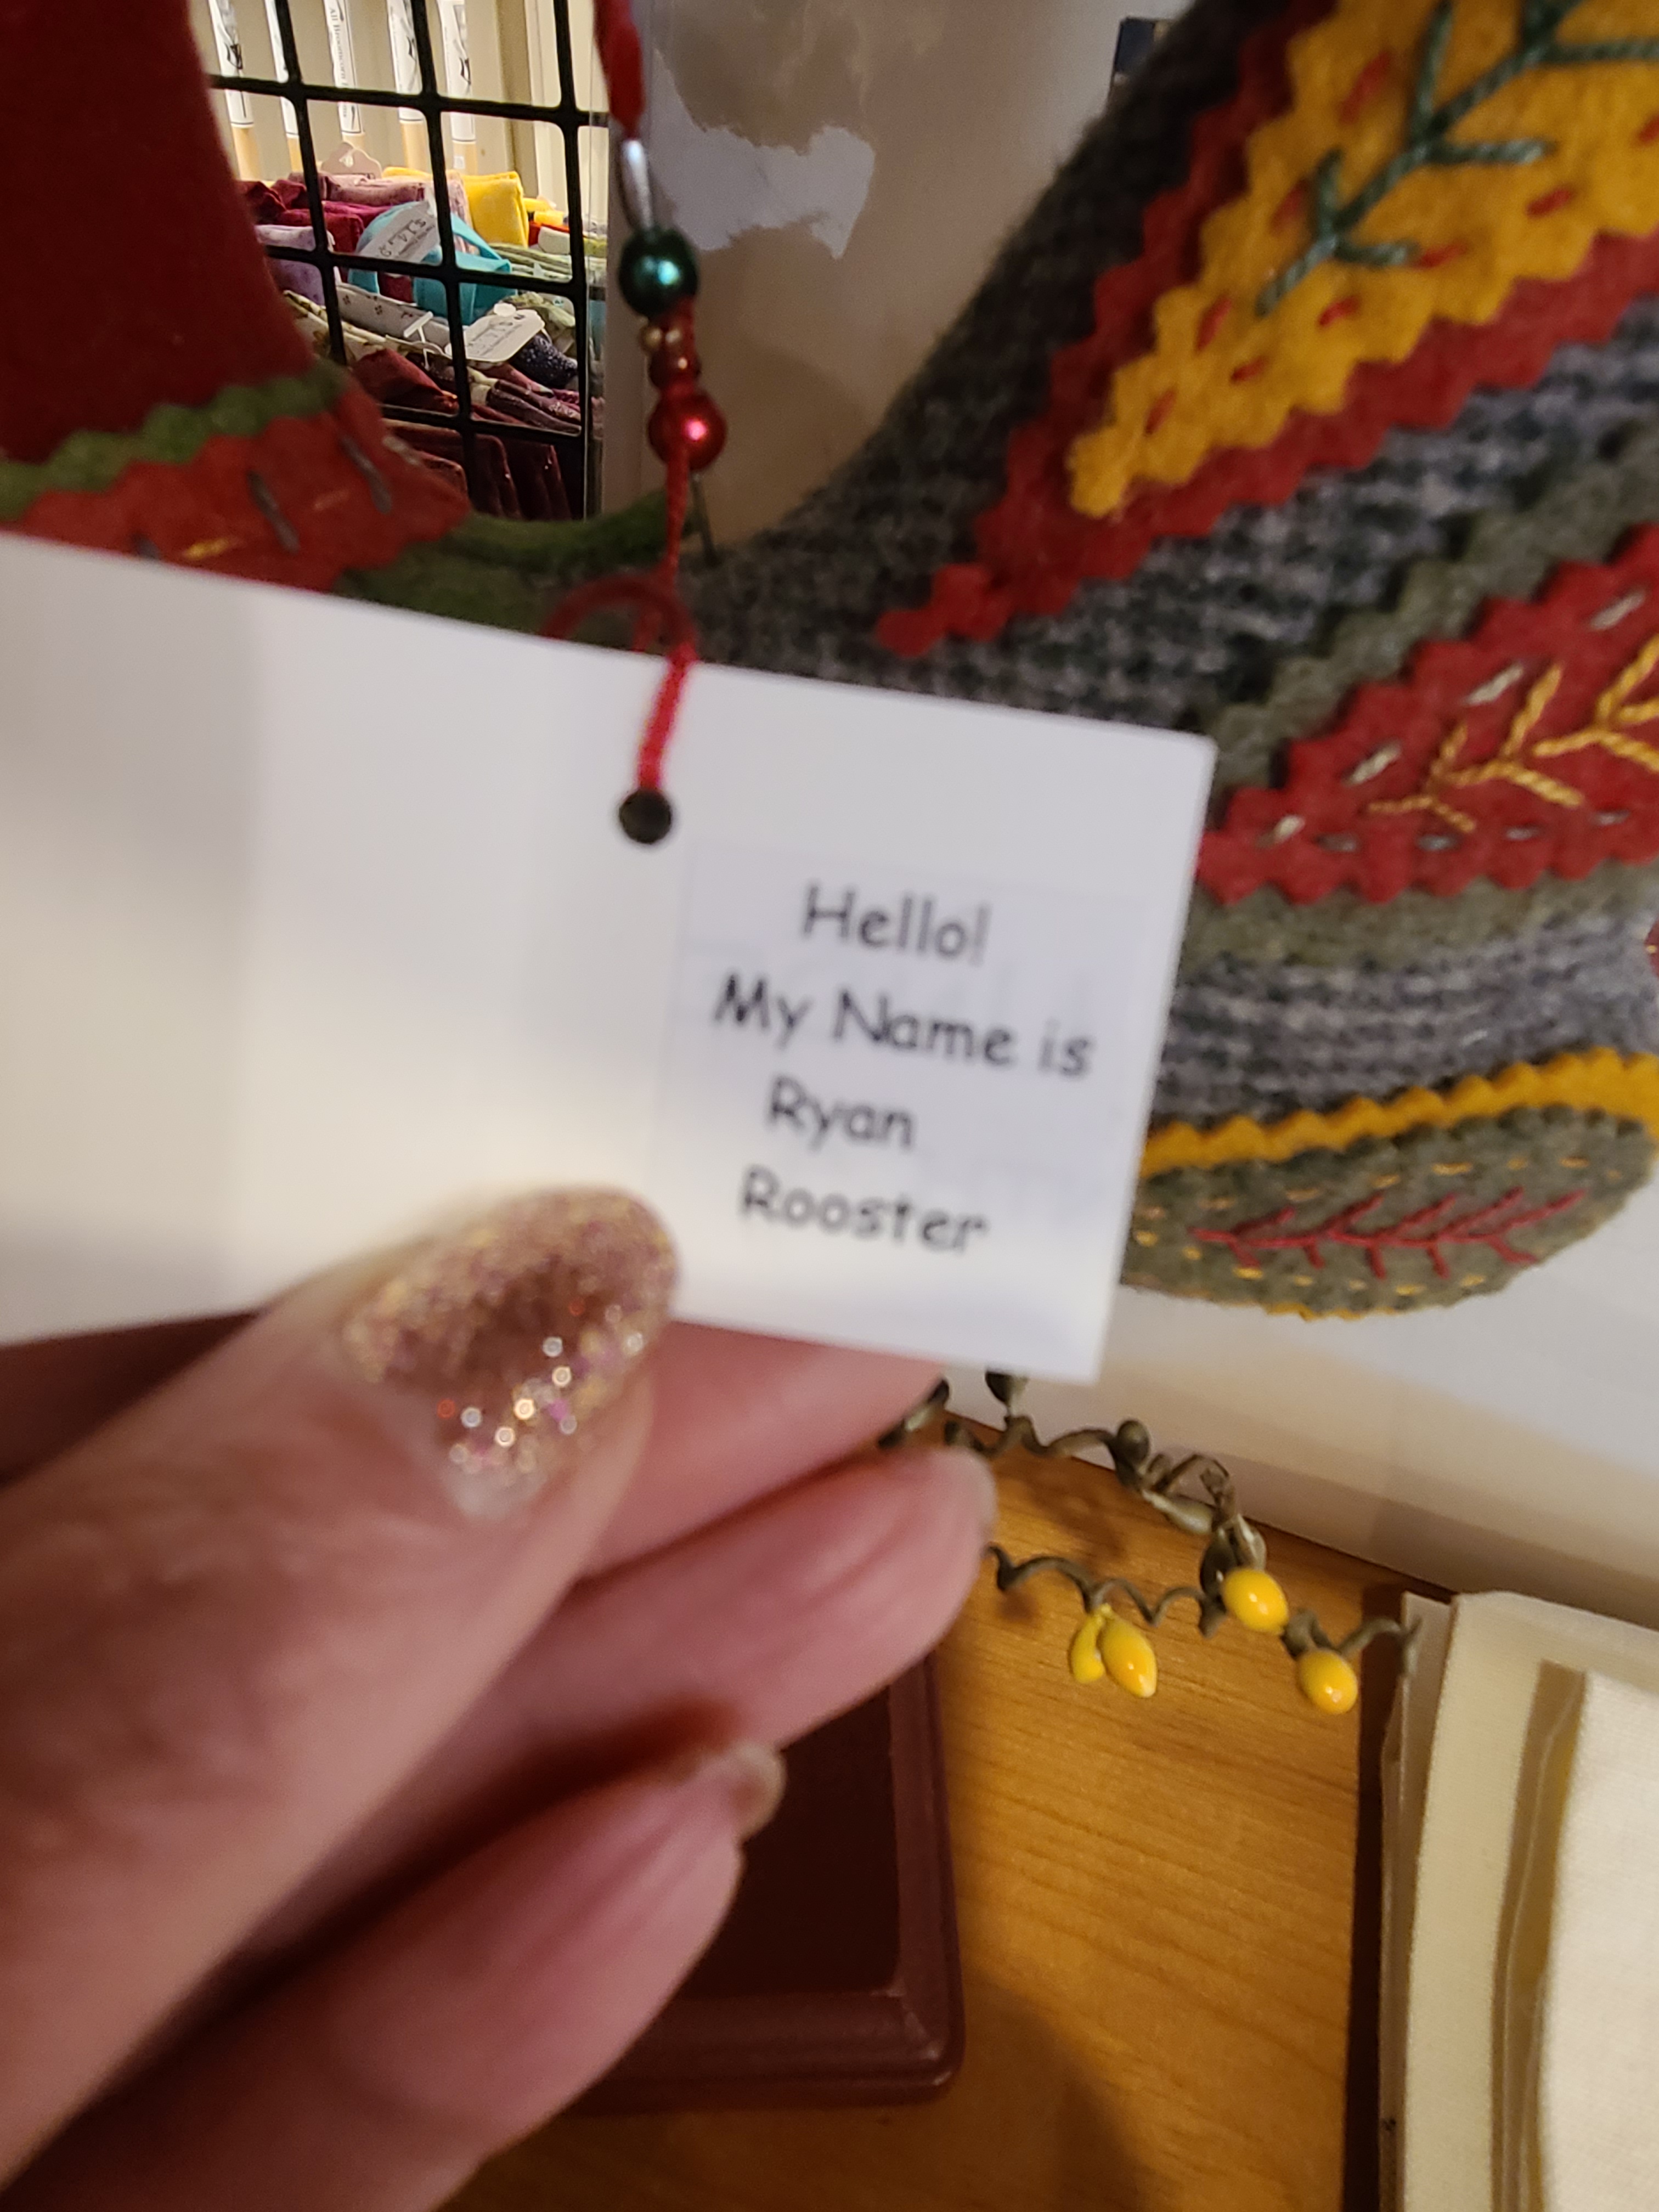 Hello!
My Name is
Ryan
Rooster